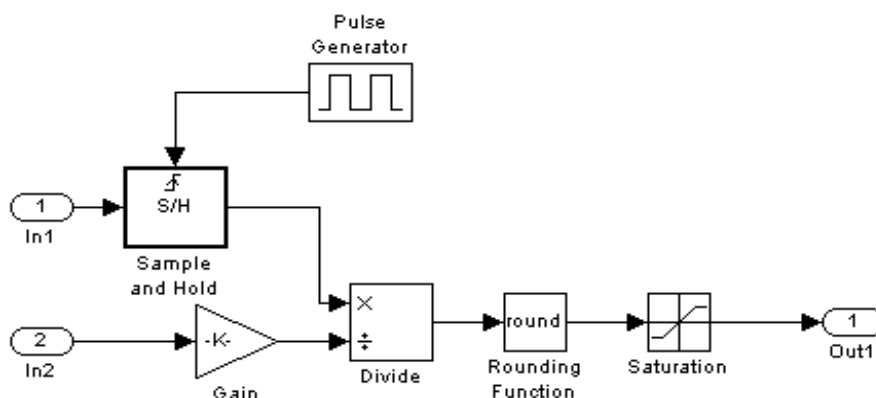 Pulse
Generator
S/H
1
In1
Sample
and Hold
2
In2
-K-
Gain
×
÷
Divide
round
Rounding
Function
Saturation
1
Out1